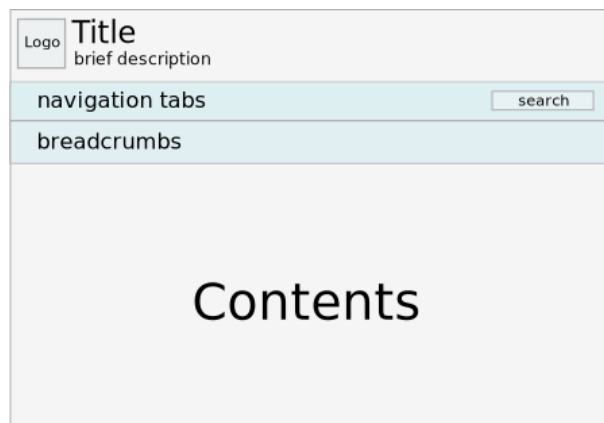 Logo
Title
brief description
navigation tabs
search
breadcrumbs
Contents